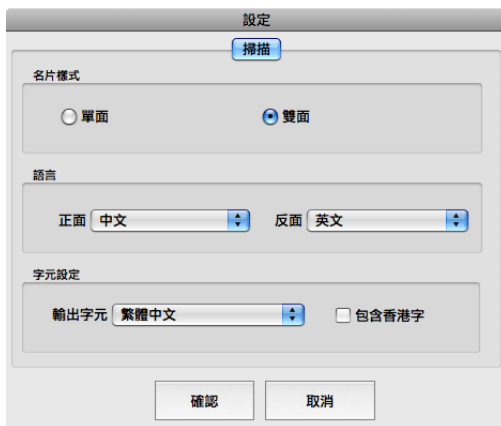 設定
掃描
名片樣式
單面 雙面
語言
正面 中文 反面 英文
字元設定
輸出字元 繁體中文 包含香港字
確認 取消